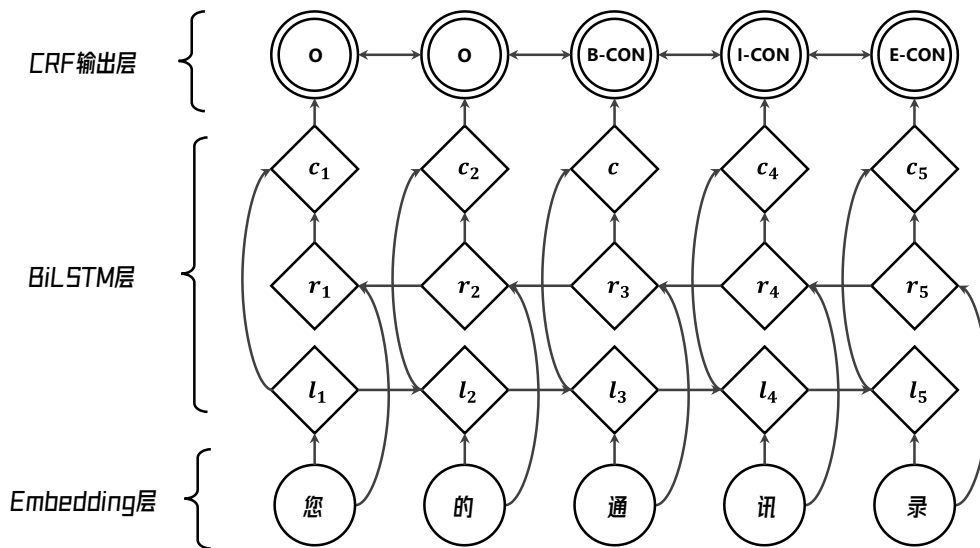 CRF输出层
O O B-CON I-CON E-CON
c₁ c₂ c c₄ c₅
BiLSTM层
r₁ r₂ r₃ r₄ r₅
l₁ l₂ l₃ l₄ l₅
Embedding层
您 的 通 讯 录